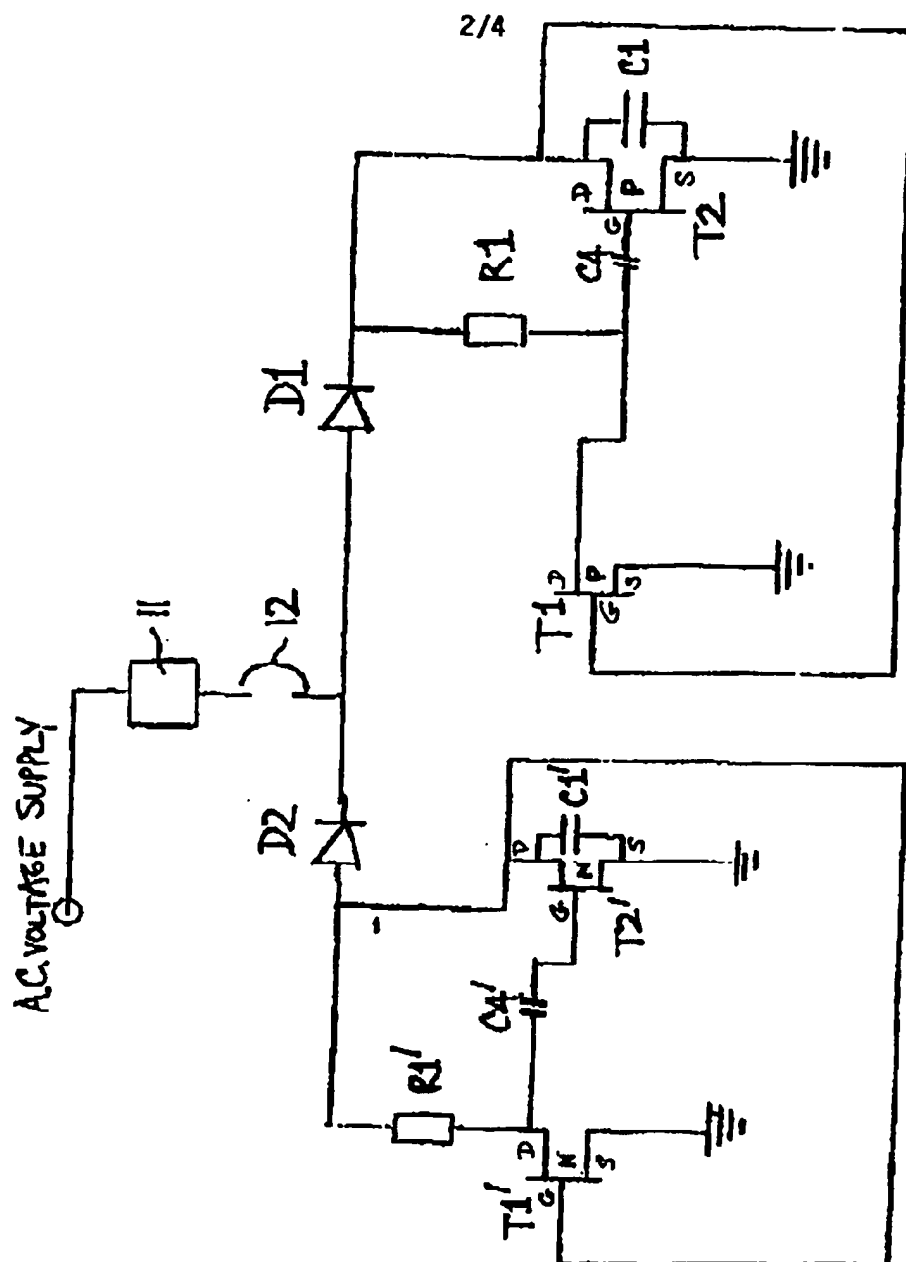 2/4
A.C. VOLTAGE SUPPLY
11
12
D1
D2
R1
C1
D
P
S
G
T2
C4
T1
D
P
S
G
R1'
C4'
C1'
D
N
S
G
T2'
T1'
D
N
S
G